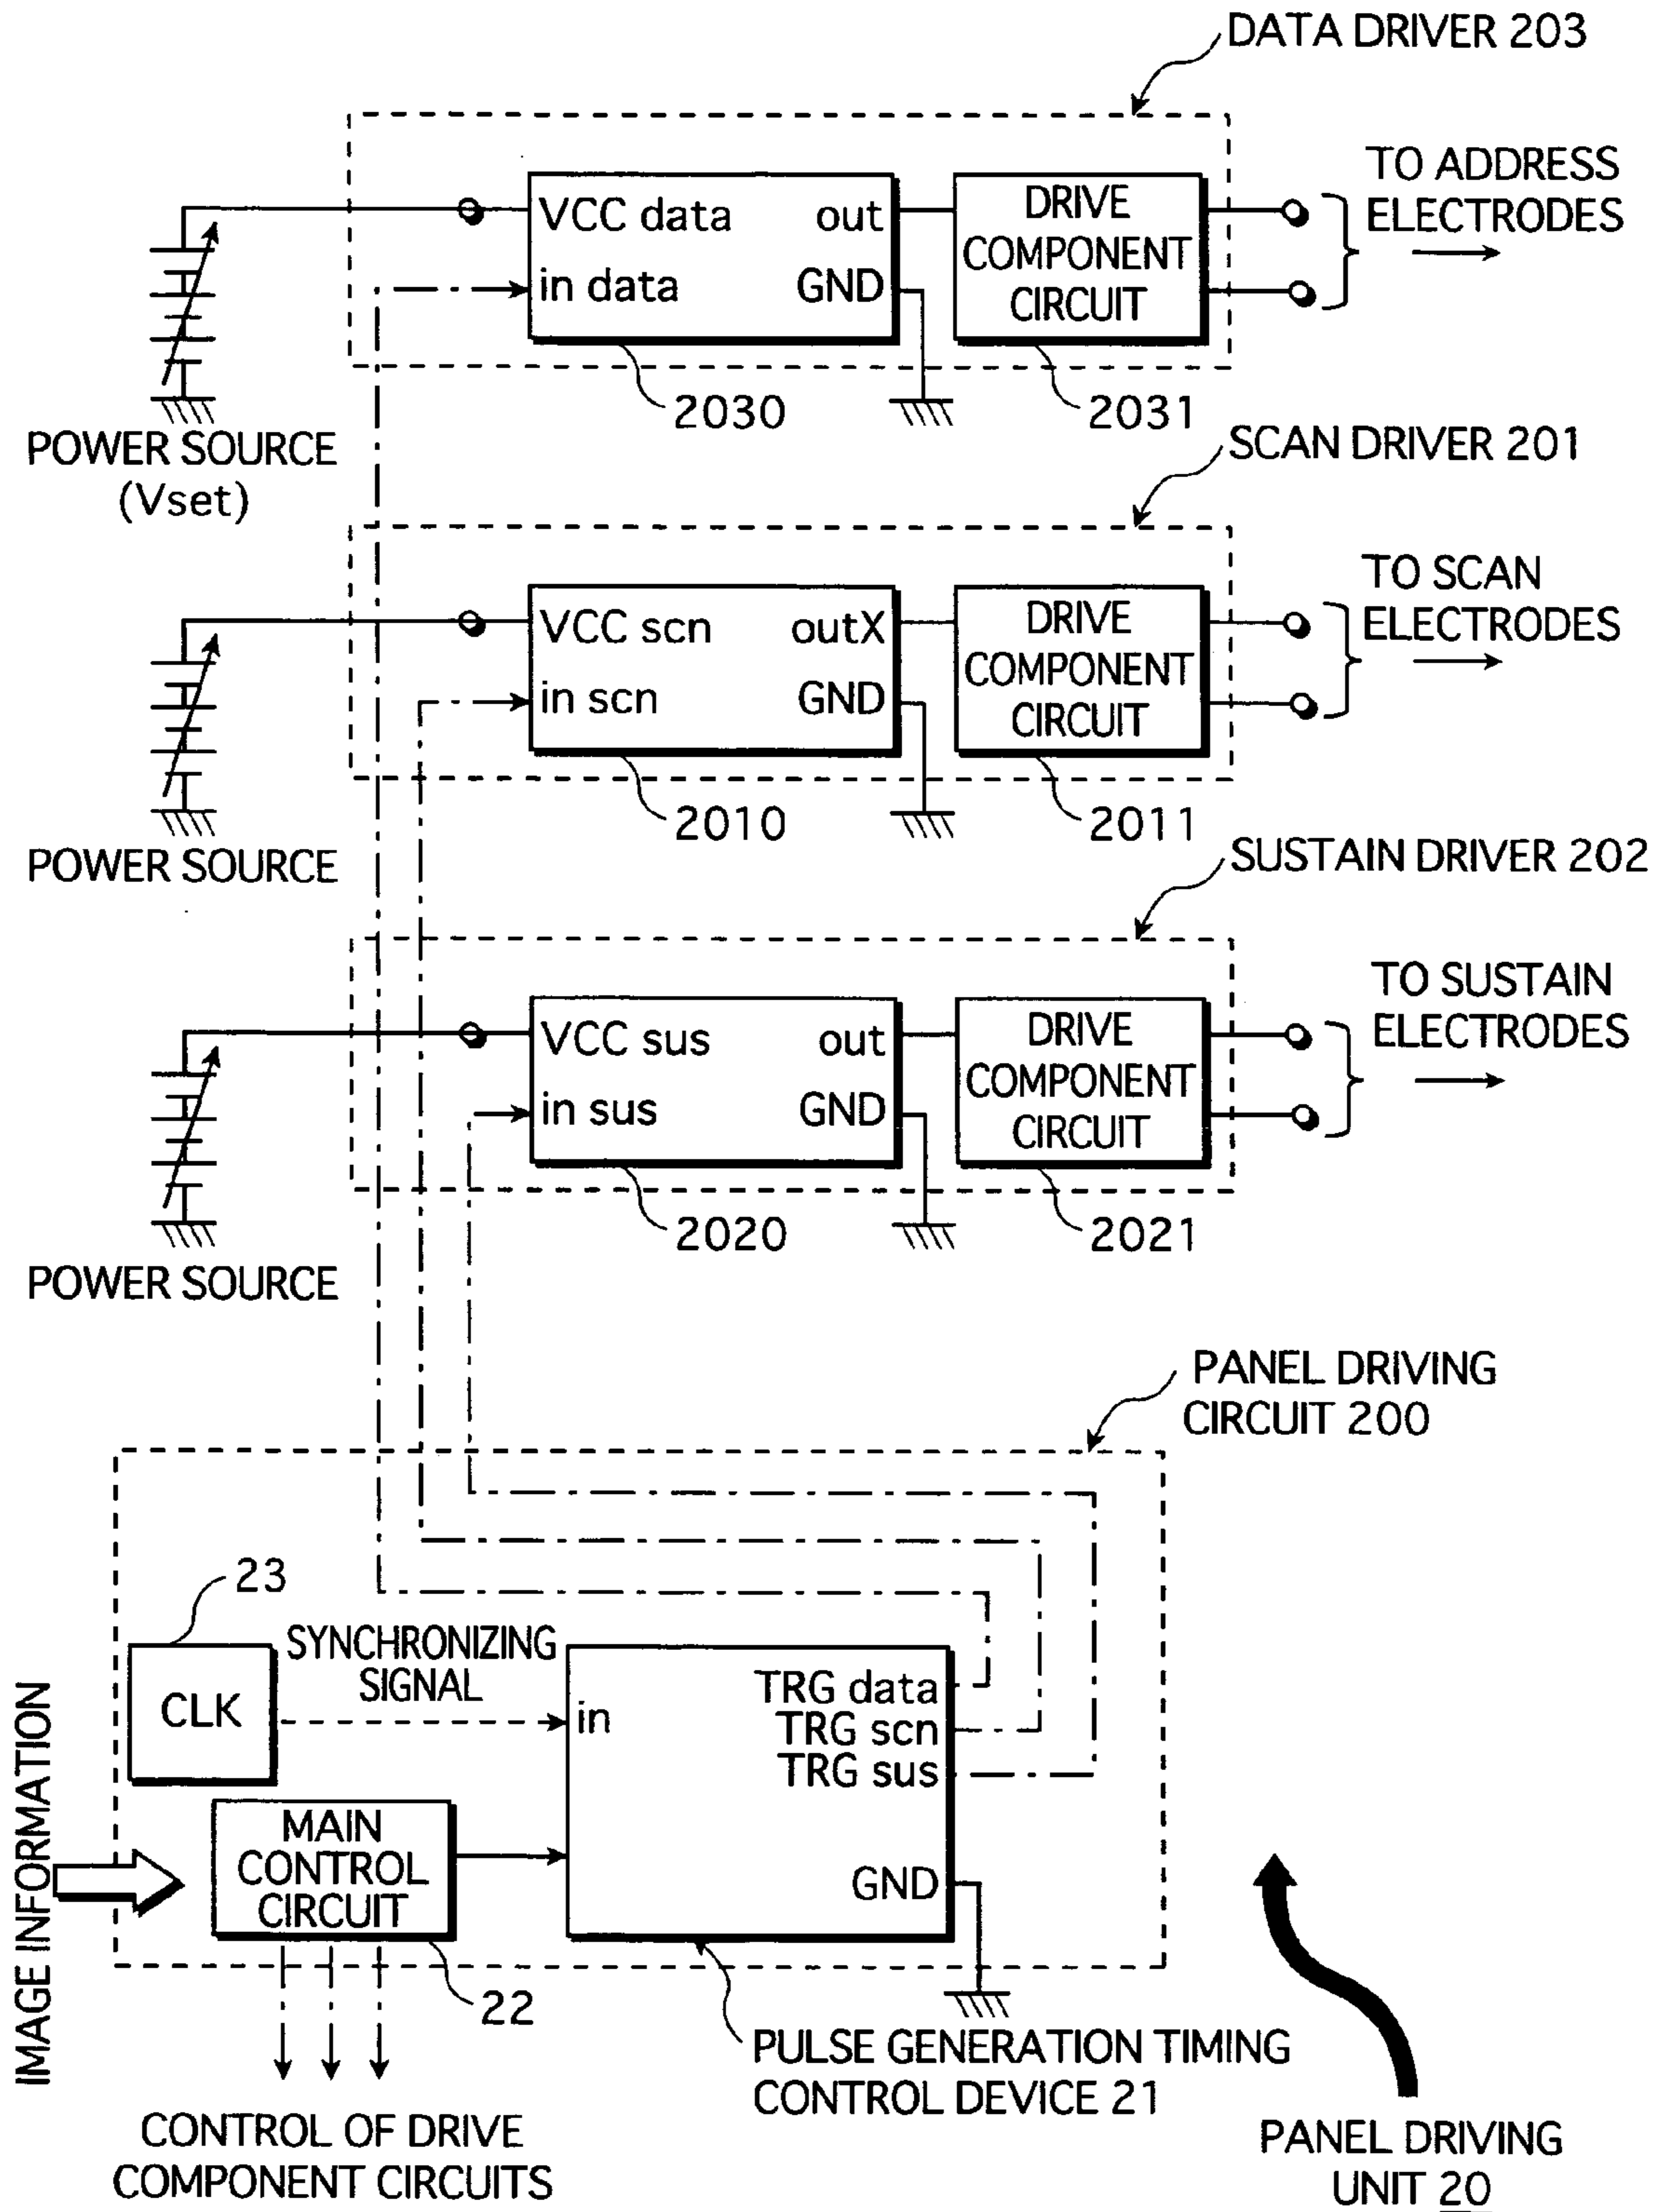 DATA DRIVER 203
TO ADDRESS
ELECTRODES
VCC data
out
in data
GND
DRIVE
COMPONENT
CIRCUIT
2030
2031
POWER SOURCE
(Vset)
SCAN DRIVER 201
TO SCAN
ELECTRODES
VCC scn
outX
in scn
GND
DRIVE
COMPONENT
CIRCUIT
2010
2011
POWER SOURCE
SUSTAIN DRIVER 202
TO SUSTAIN
ELECTRODES
VCC sus
out
in sus
GND
DRIVE
COMPONENT
CIRCUIT
2020
2021
POWER SOURCE
PANEL DRIVING
CIRCUIT 200
23
CLK
SYNCHRONIZING
SIGNAL
in
TRG data
TRG scn
TRG sus
GND
IMAGE INFORMATION
MAIN
CONTROL
CIRCUIT
22
PULSE GENERATION TIMING
CONTROL DEVICE 21
CONTROL OF DRIVE
COMPONENT CIRCUITS
PANEL DRIVING
UNIT 20